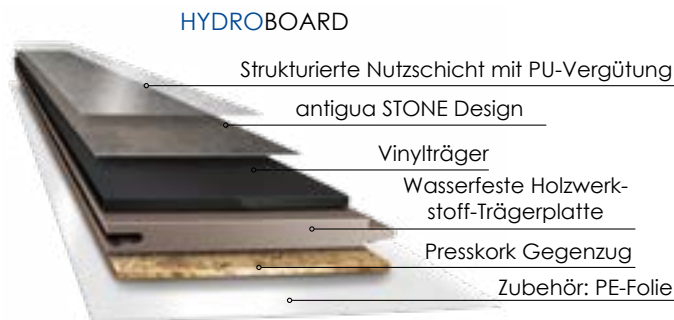 HYDROBOARD
Strukturierte Nutzschicht mit PU-Vergütung
antigua STONE Design
Vinylträger
Wasserfeste Holzwerk-
stoff-Trägerplatte
Presskork Gegenzug
Zubehör: PE-Folie